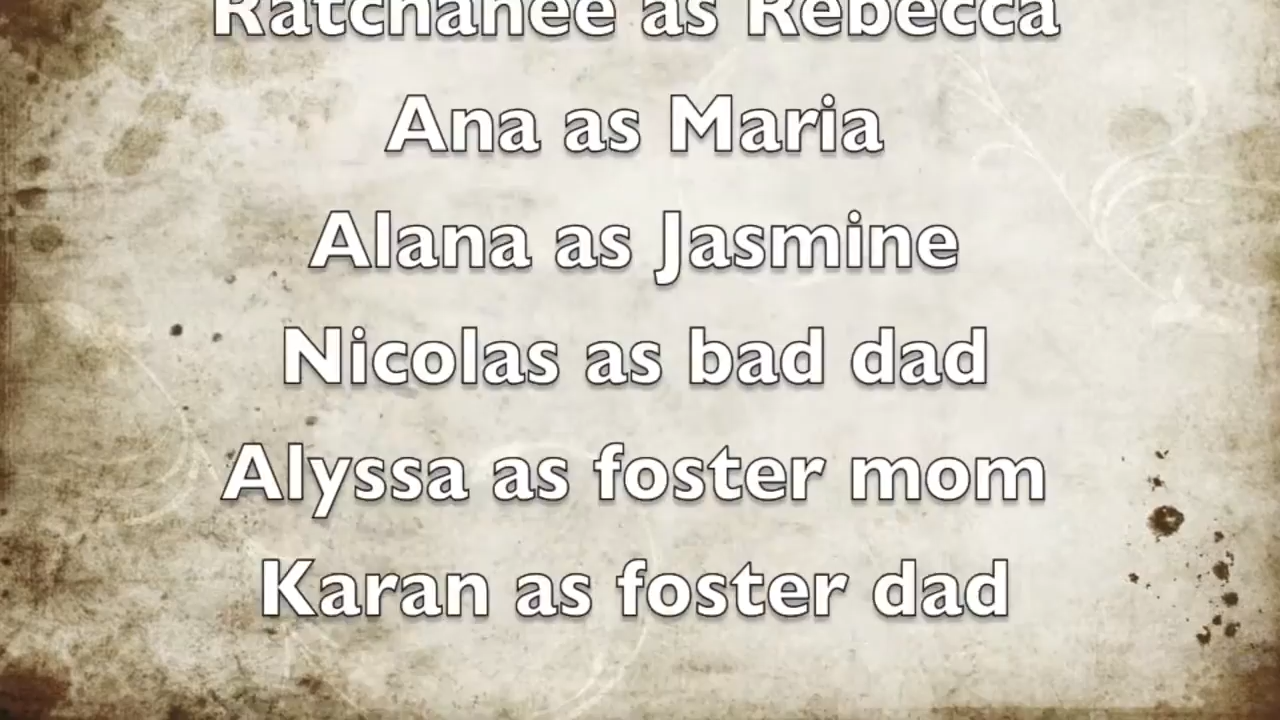 Ratchanee as Rebecca
Ana as Maria
Alana as Jasmine
Nicolas as bad dad
Alyssa as foster mom
Karan as foster dad